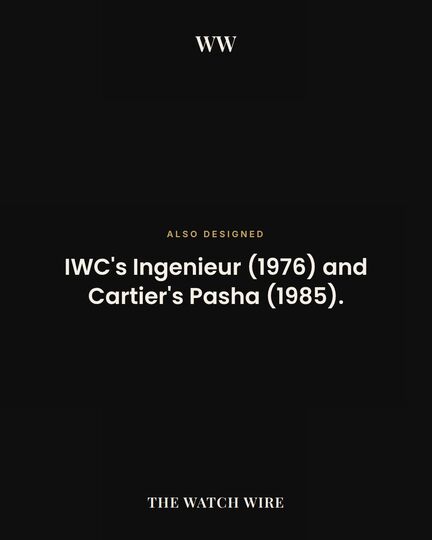 WW
ALSO DESIGNED
IWC's Ingenieur (1976) and
Cartier's Pasha (1985).
THE WATCH WIRE